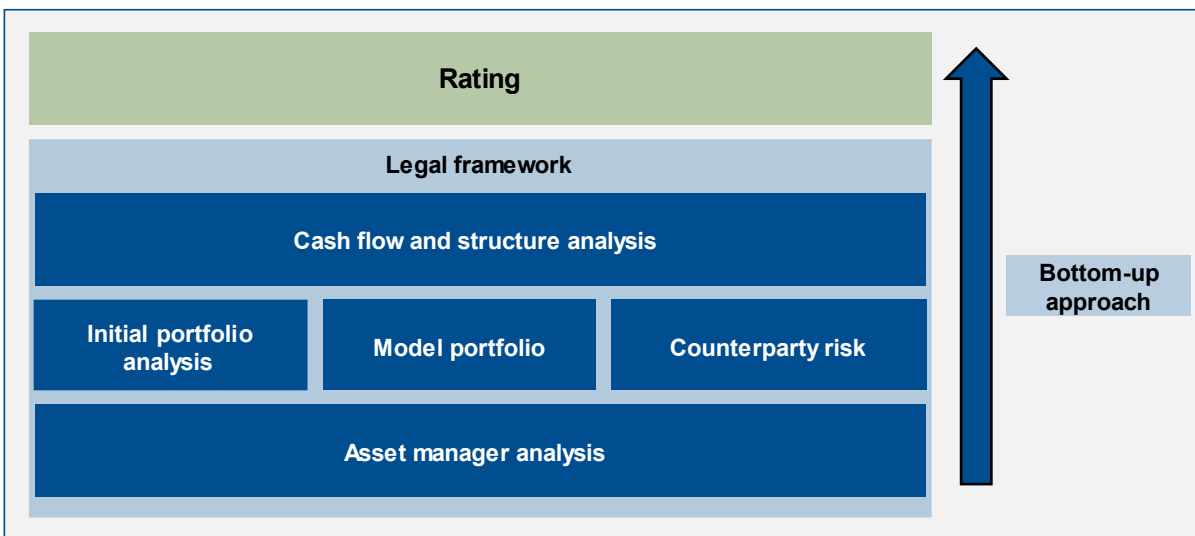 Rating
Legal framework
Cash flow and structure analysis
Initial portfolio
analysis
Model portfolio
Counterparty risk
Asset manager analysis
Bottom-up
approach